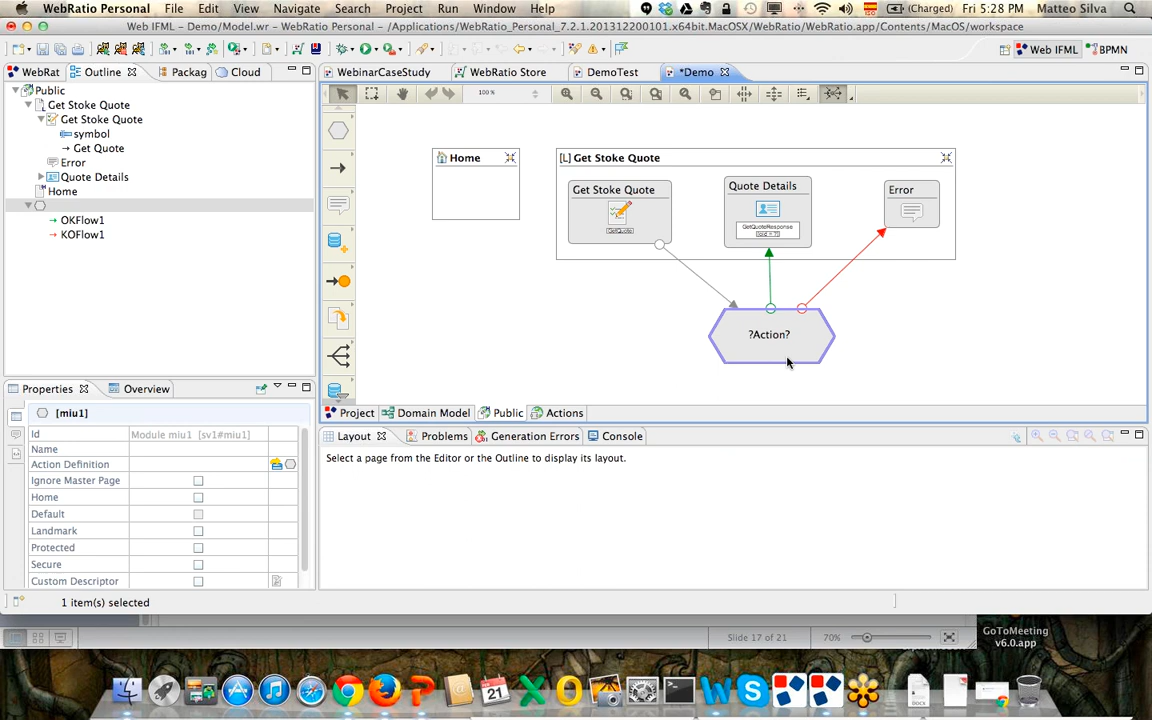 WebRatio Personal File Edit View Navigate Search Project Run Window Help (Charged) Fri 5:28 PM Matteo Silva
Web IFML - Demo/Model.wr - WebRatio Personal - /Applications/WebRatio_Personal_7.2.1.201312200101.x64bit.MacOSX/WebRatio/WebRatio.app/Contents/MacOS/workspace
Web IFML BPMN
WebRat Outline Packag Cloud
WebinarCaseStudy WebRatio Store DemoTest *Demo
100%
Public
Get Stoke Quote
Get Stoke Quote
symbol
Get Quote
Error
Quote Details
Home
OKFlow1
KOFlow1
Home
[L] Get Stoke Quote
Get Stoke Quote
GetQuote
Quote Details
GetQuoteResponse
[oid = ?]
Error
?Action?
Project Domain Model Public Actions
Properties Overview
[miu1]
Id Module miu1 [sv1#miu1]
Name
Action Definition
Ignore Master Page
Home
Default
Landmark
Protected
Secure
Custom Descriptor
Layout Problems Generation Errors Console
Select a page from the Editor or the Outline to display its layout.
1 item(s) selected
Slide 17 of 21 70%
GoToMeeting
v6.0.app